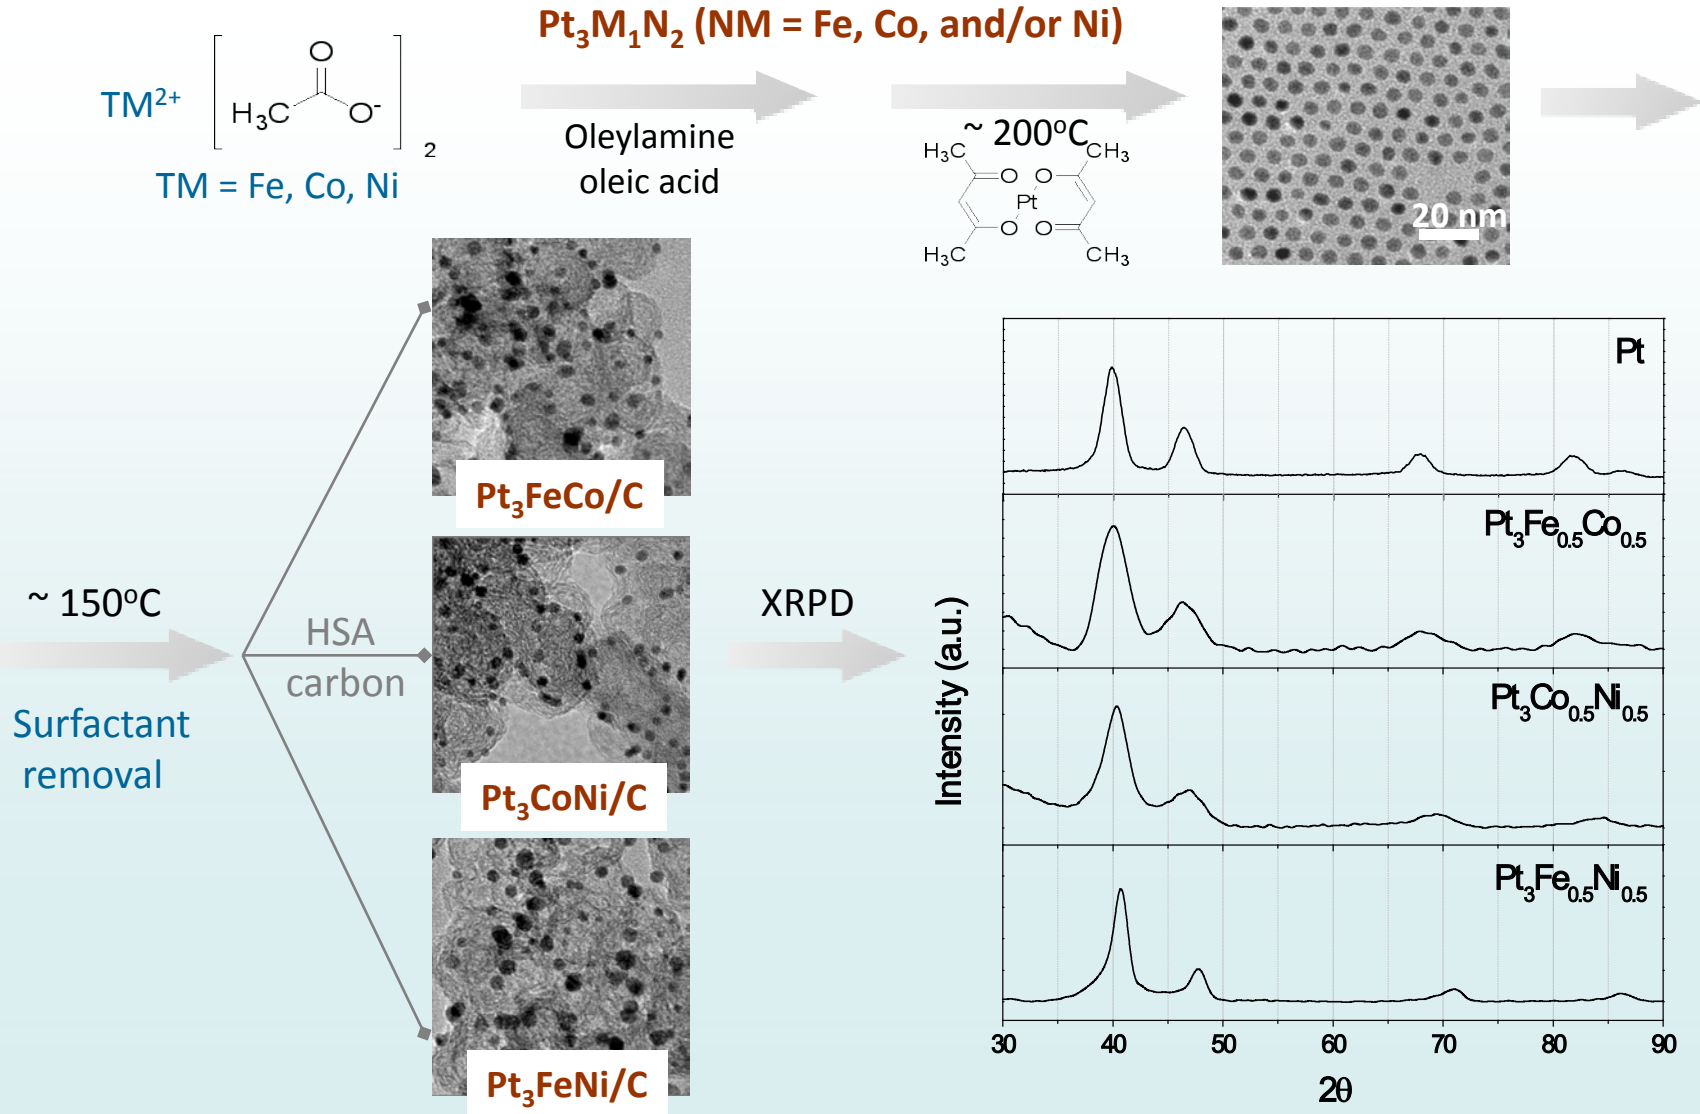 Pt₃M₁N₂ (NM = Fe, Co, and/or Ni)
TM²⁺
O
H₃C
O⁻
2
TM = Fe, Co, Ni
Oleylamine
oleic acid
~ 200ºC
H₃C
CH₃
O
O
Pt
O
O
H₃C
CH₃
20 nm
~ 150ºC
Surfactant
removal
HSA
carbon
Pt₃FeCo/C
Pt₃CoNi/C
Pt₃FeNi/C
XRPD
Intensity (a.u.)
Pt
Pt₃Fe₀.₅Co₀.₅
Pt₃Co₀.₅Ni₀.₅
Pt₃Fe₀.₅Ni₀.₅
30 40 50 60 70 80 90
2θ